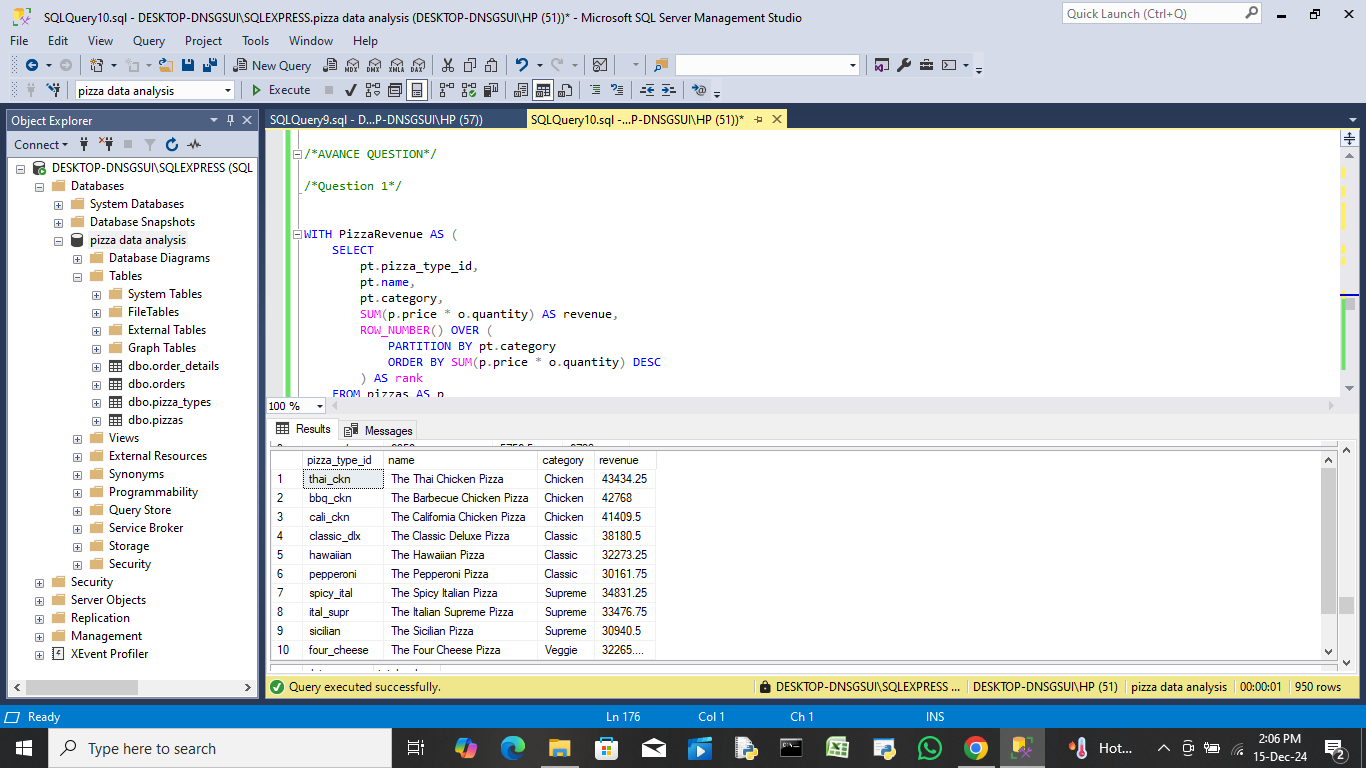 SQLQuery10.sql - DESKTOP-DNSGSUI\SQLEXPRESS.pizza data analysis (DESKTOP-DNSGSUI\HP (51))* - Microsoft SQL Server Management Studio
Quick Launch (Ctrl+Q)
File Edit View Query Project Tools Window Help
New Query MDX DMX XMLA DAX
pizza data analysis Execute
Object Explorer
Connect
DESKTOP-DNSGSUI\SQLEXPRESS (SQL
Databases
System Databases
Database Snapshots
pizza data analysis
Database Diagrams
Tables
System Tables
FileTables
External Tables
Graph Tables
dbo.order_details
dbo.orders
dbo.pizza_types
dbo.pizzas
Views
External Resources
Synonyms
Programmability
Query Store
Service Broker
Storage
Security
Security
Server Objects
Replication
Management
XEvent Profiler
SQLQuery9.sql - D...P-DNSGSUI\HP (57)) SQLQuery10.sql -...P-DNSGSUI\HP (51))*
/*AVANCE QUESTION*/
/*Question 1*/
WITH PizzaRevenue AS (
SELECT
pt.pizza_type_id,
pt.name,
pt.category,
SUM(p.price * o.quantity) AS revenue,
ROW_NUMBER() OVER (
PARTITION BY pt.category
ORDER BY SUM(p.price * o.quantity) DESC
) AS rank
FROM pizzas AS p
100 %
Results Messages
pizza_type_id name category revenue
1 thai_ckn The Thai Chicken Pizza Chicken 43434.25
2 bbq_ckn The Barbecue Chicken Pizza Chicken 42768
3 cali_ckn The California Chicken Pizza Chicken 41409.5
4 classic_dlx The Classic Deluxe Pizza Classic 38180.5
5 hawaiian The Hawaiian Pizza Classic 32273.25
6 pepperoni The Pepperoni Pizza Classic 30161.75
7 spicy_ital The Spicy Italian Pizza Supreme 34831.25
8 ital_supr The Italian Supreme Pizza Supreme 33476.75
9 sicilian The Sicilian Pizza Supreme 30940.5
10 four_cheese The Four Cheese Pizza Veggie 32265....
Query executed successfully. DESKTOP-DNSGSUI\SQLEXPRESS ... DESKTOP-DNSGSUI\HP (51) pizza data analysis 00:00:01 950 rows
Ready Ln 176 Col 1 Ch 1 INS
Type here to search Hot... 2:06 PM
15-Dec-24 2